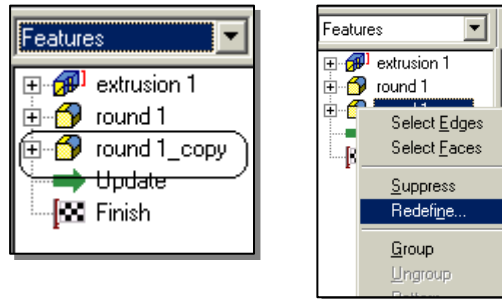 Features
extrusion 1
round 1
round 1_copy
Update
Finish
Features
extrusion 1
round 1
Select Edges
Select Faces
Suppress
Redefine...
Group
Ungroup